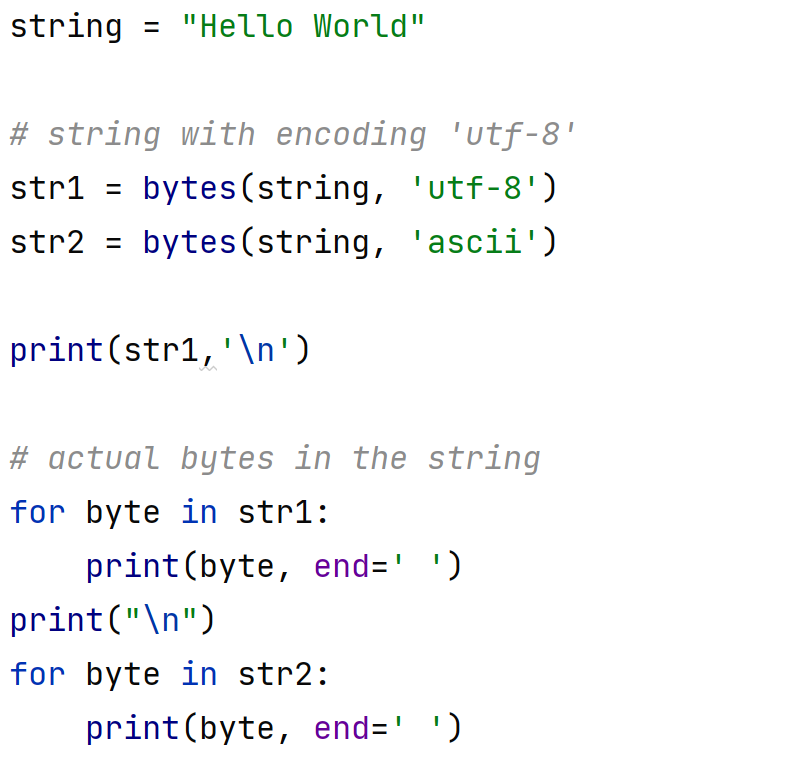 string = "Hello World"
# string with encoding 'utf-8'
str1 = bytes(string, 'utf-8')
str2 = bytes(string, 'ascii')
print(str1,'\n')
# actual bytes in the string
for byte in str1:
    print(byte, end=' ')
print("\n")
for byte in str2:
    print(byte, end=' ')